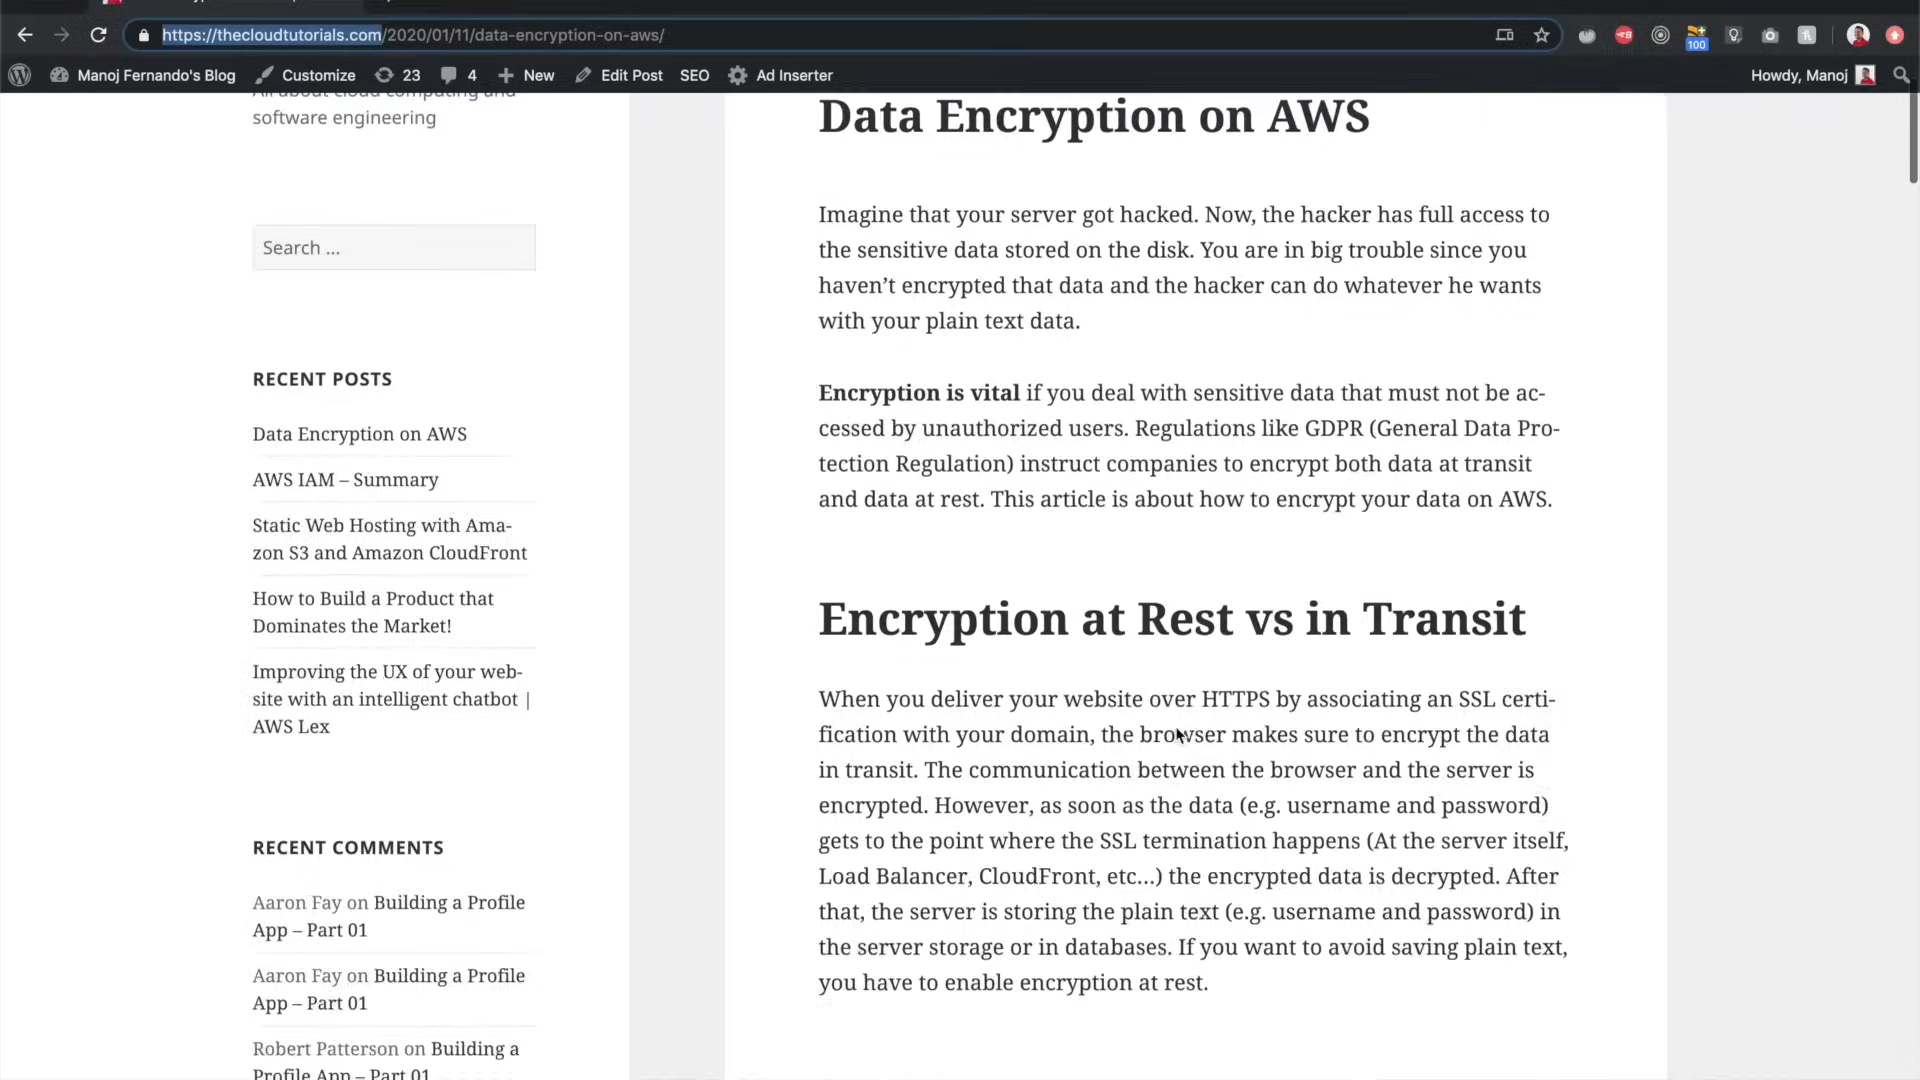 https://thecloudtutorials.com/2020/01/11/data-encryption-on-aws/
100
Manoj Fernando's Blog
Customize
23
4
New
Edit Post
SEO
Ad Inserter
Howdy, Manoj
All about cloud computing and
software engineering
Search ...
RECENT POSTS
Data Encryption on AWS
AWS IAM – Summary
Static Web Hosting with Ama-
zon S3 and Amazon CloudFront
How to Build a Product that
Dominates the Market!
Improving the UX of your web-
site with an intelligent chatbot |
AWS Lex
RECENT COMMENTS
Aaron Fay on Building a Profile
App – Part 01
Aaron Fay on Building a Profile
App – Part 01
Robert Patterson on Building a
Profile App – Part 01
Data Encryption on AWS
Imagine that your server got hacked. Now, the hacker has full access to
the sensitive data stored on the disk. You are in big trouble since you
haven’t encrypted that data and the hacker can do whatever he wants
with your plain text data.
Encryption is vital if you deal with sensitive data that must not be ac-
cessed by unauthorized users. Regulations like GDPR (General Data Pro-
tection Regulation) instruct companies to encrypt both data at transit
and data at rest. This article is about how to encrypt your data on AWS.
Encryption at Rest vs in Transit
When you deliver your website over HTTPS by associating an SSL certi-
fication with your domain, the browser makes sure to encrypt the data
in transit. The communication between the browser and the server is
encrypted. However, as soon as the data (e.g. username and password)
gets to the point where the SSL termination happens (At the server itself,
Load Balancer, CloudFront, etc…) the encrypted data is decrypted. After
that, the server is storing the plain text (e.g. username and password) in
the server storage or in databases. If you want to avoid saving plain text,
you have to enable encryption at rest.